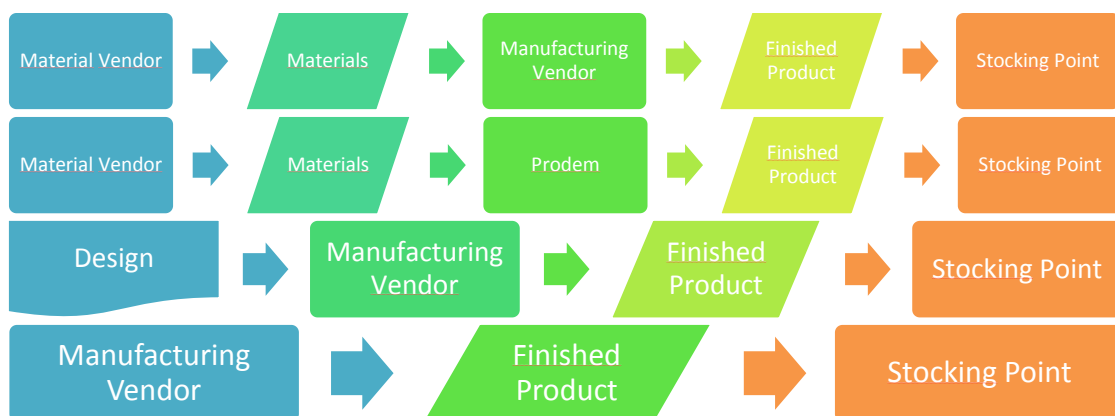 Material Vendor
Materials
Manufacturing
Vendor
Finished
Product
Stocking Point
Material Vendor
Materials
Prodem
Finished
Product
Stocking Point
Design
Manufacturing
Vendor
Finished
Product
Stocking Point
Manufacturing
Vendor
Finished
Product
Stocking Point